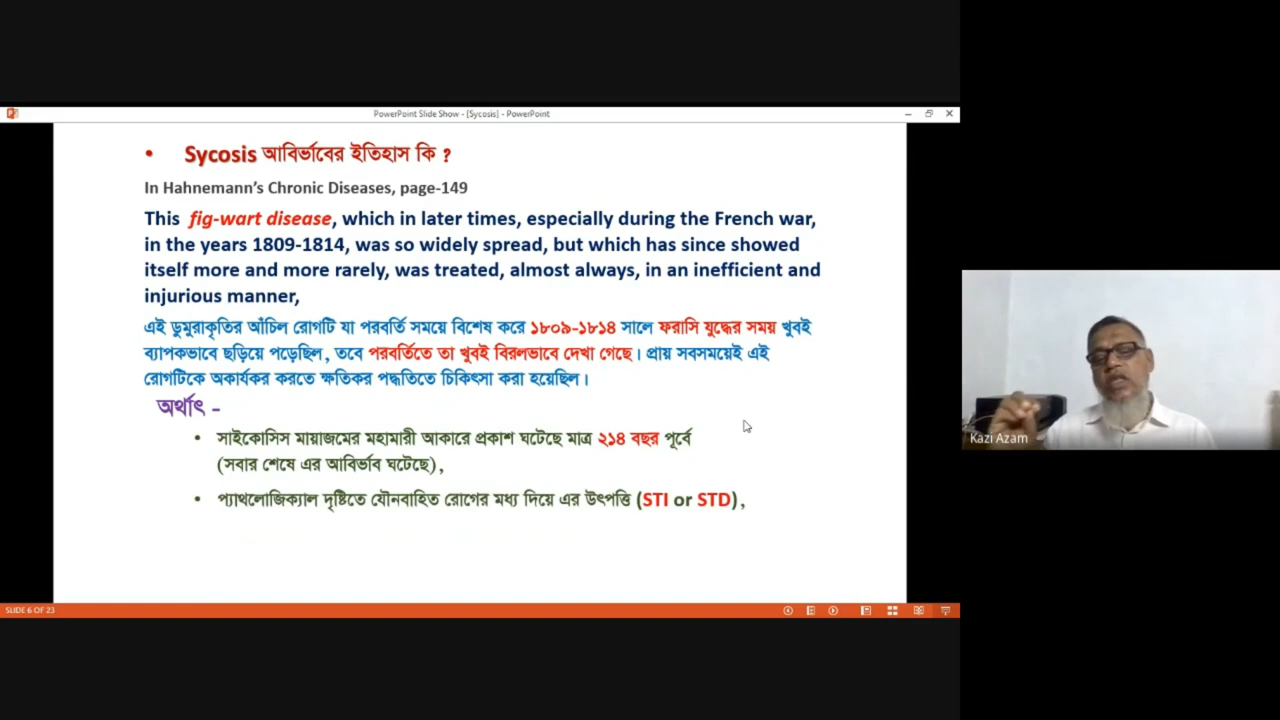 PowerPoint Slide Show - [Sycosis] - PowerPoint
• Sycosis আবির্ভাবের ইতিহাস কি ?
In Hahnemann's Chronic Diseases, page-149
This fig-wart disease, which in later times, especially during the French war,
in the years 1809-1814, was so widely spread, but which has since showed
itself more and more rarely, was treated, almost always, in an inefficient and
injurious manner,
এই ডুমুরাকৃতির আঁচিল রোগটি যা পরবর্তি সময়ে বিশেষ করে ১৮০৯-১৮১৪ সালে ফরাসি যুদ্ধের সময় খুবই
ব্যাপকভাবে ছড়িয়ে পড়েছিল, তবে পরবর্তিতে তা খুবই বিরলভাবে দেখা গেছে। প্রায় সবসময়েই এই
রোগটিকে অকার্যকর করতে ক্ষতিকর পদ্ধতিতে চিকিৎসা করা হয়েছিল।
অর্থাৎ -
• সাইকোসিস মায়াজমের মহামারী আকারে প্রকাশ ঘটেছে মাত্র ২১৪ বছর পূর্বে
(সবার শেষে এর আবির্ভাব ঘটেছে),
• প্যাথলোজিক্যাল দৃষ্টিতে যৌনবাহিত রোগের মধ্য দিয়ে এর উৎপত্তি (STI or STD),
Kazi Azam
SLIDE 6 OF 23